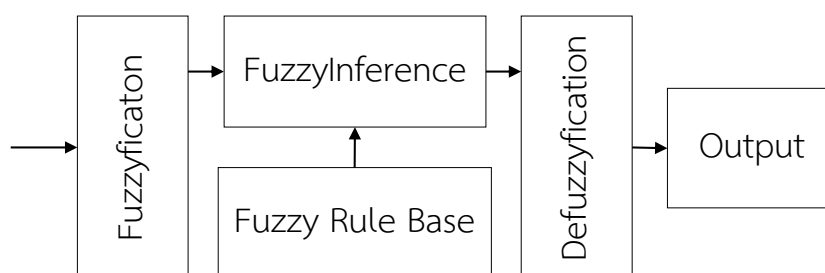 Fuzzyficaton
FuzzyInference
Fuzzy Rule Base
Defuzzyfication
Output